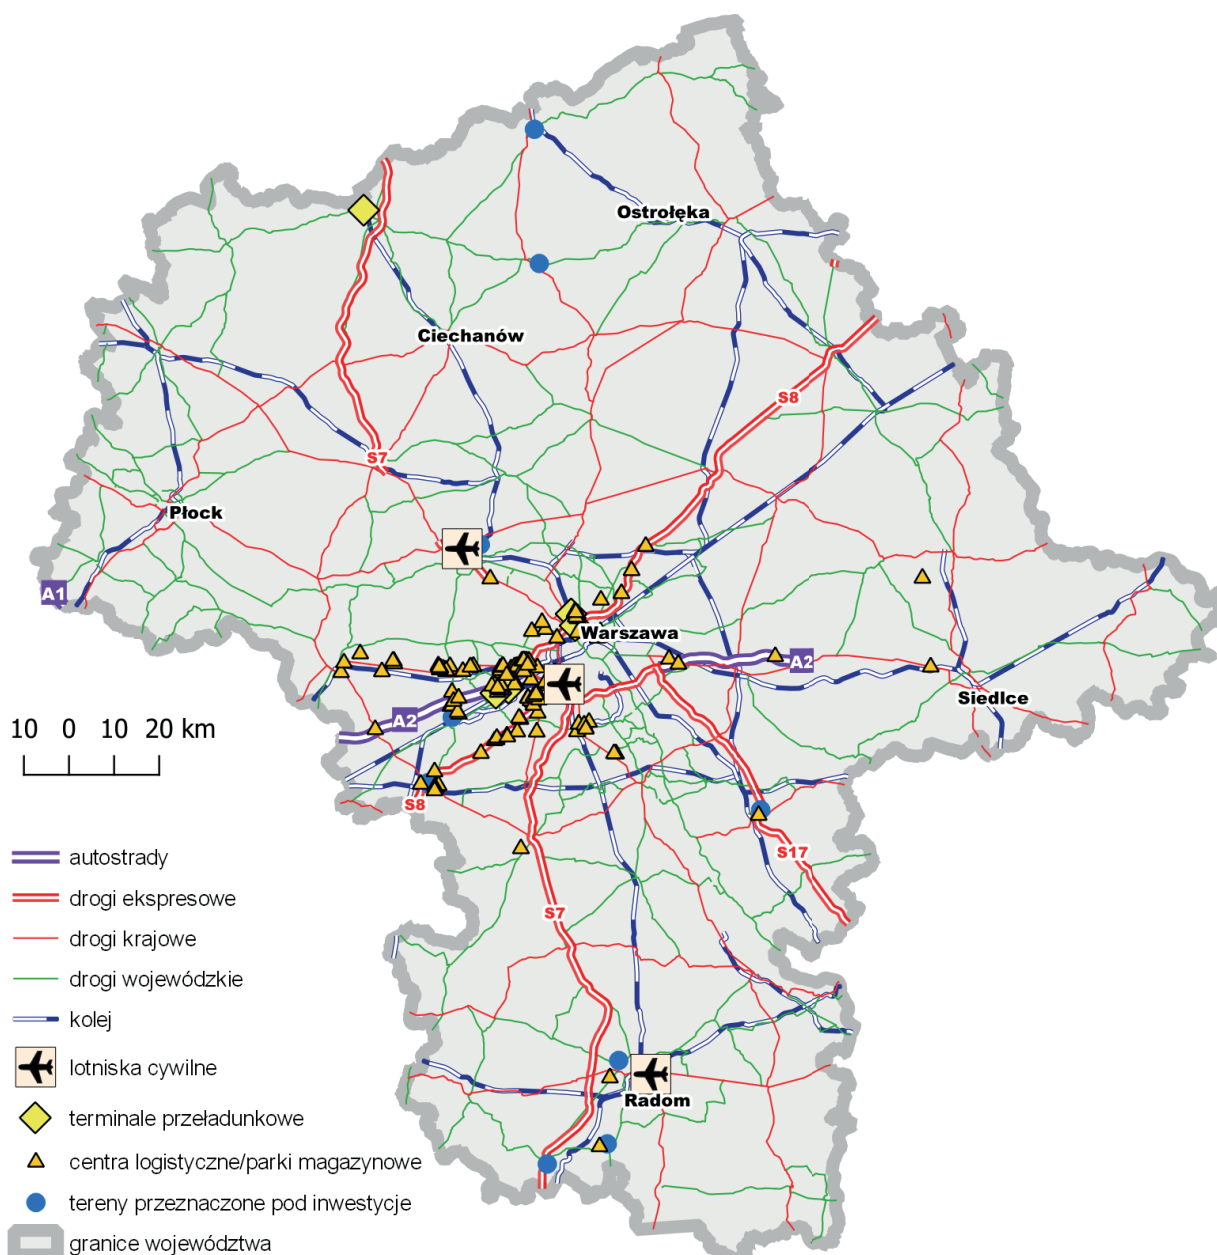 Ostrołęka
Ciechanów
S8
S7
Płock
A1
Warszawa
A2
Siedlce
A2
10 0 10 20 km
S8
S17
S7
Radom
autostrady
drogi ekspresowe
drogi krajowe
drogi wojewódzkie
kolej
lotniska cywilne
terminale przeładunkowe
centra logistyczne/parki magazynowe
tereny przeznaczone pod inwestycje
granice województwa